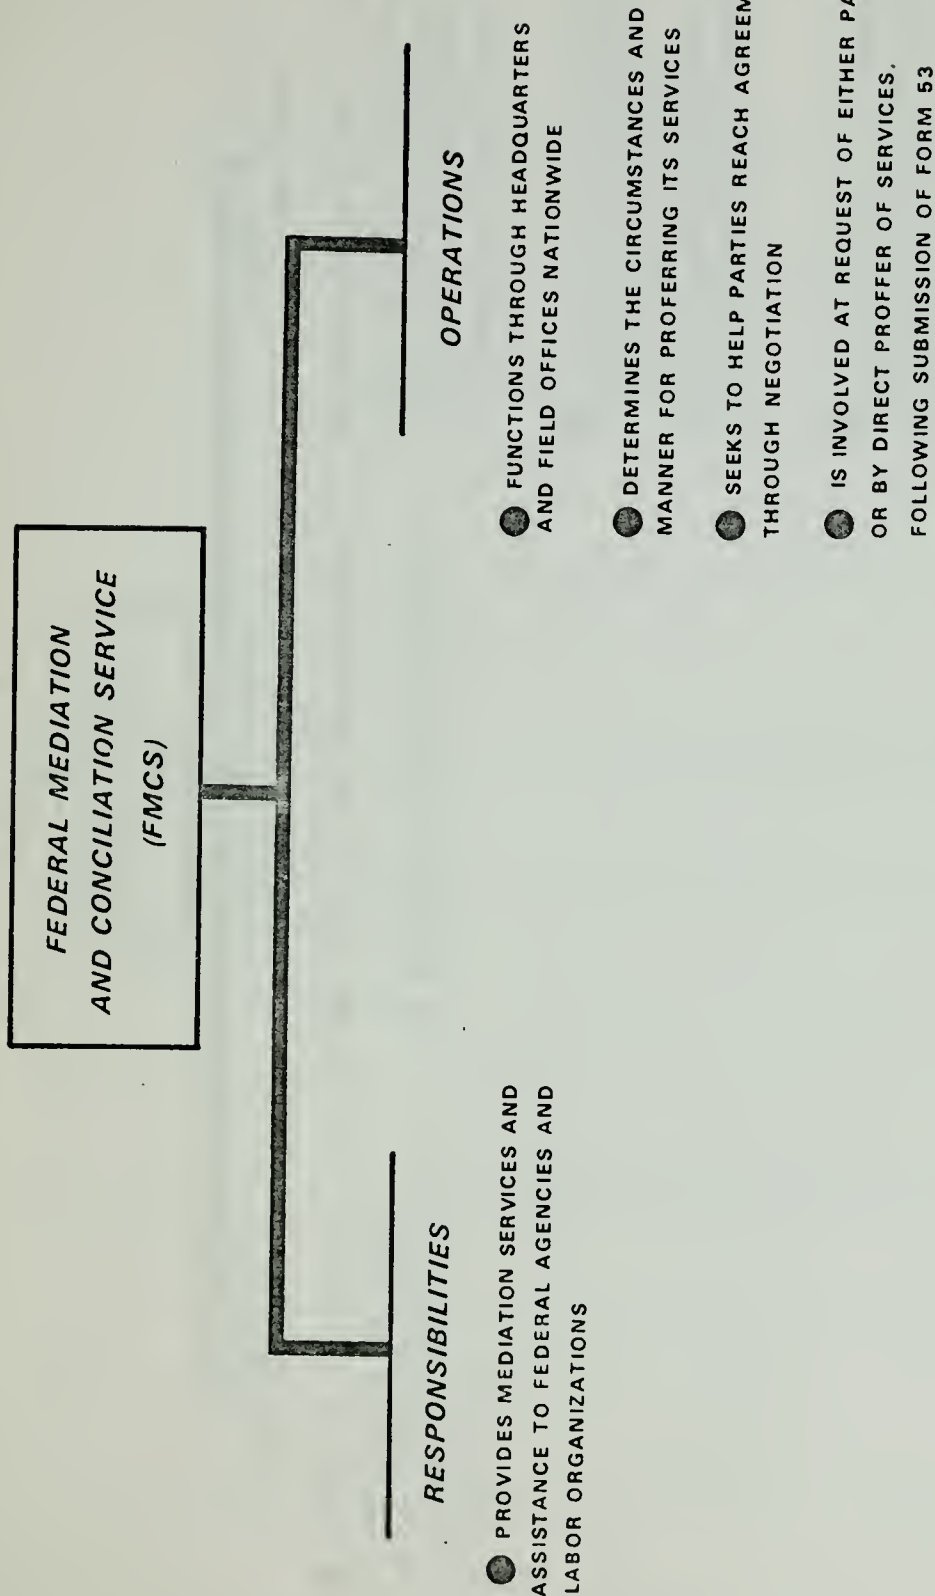 FEDERAL MEDIATION
AND CONCILIATION SERVICE
(FMCS)
RESPONSIBILITIES
PROVIDES MEDIATION SERVICES AND
ASSISTANCE TO FEDERAL AGENCIES AND
LABOR ORGANIZATIONS
OPERATIONS
FUNCTIONS THROUGH HEADQUARTERS
AND FIELD OFFICES NATIONWIDE
DETERMINES THE CIRCUMSTANCES AND
MANNER FOR PROFERRING ITS SERVICES
SEEKS TO HELP PARTIES REACH AGREEM
THROUGH NEGOTIATION
IS INVOLVED AT REQUEST OF EITHER PA
OR BY DIRECT PROFFER OF SERVICES,
FOLLOWING SUBMISSION OF FORM 53